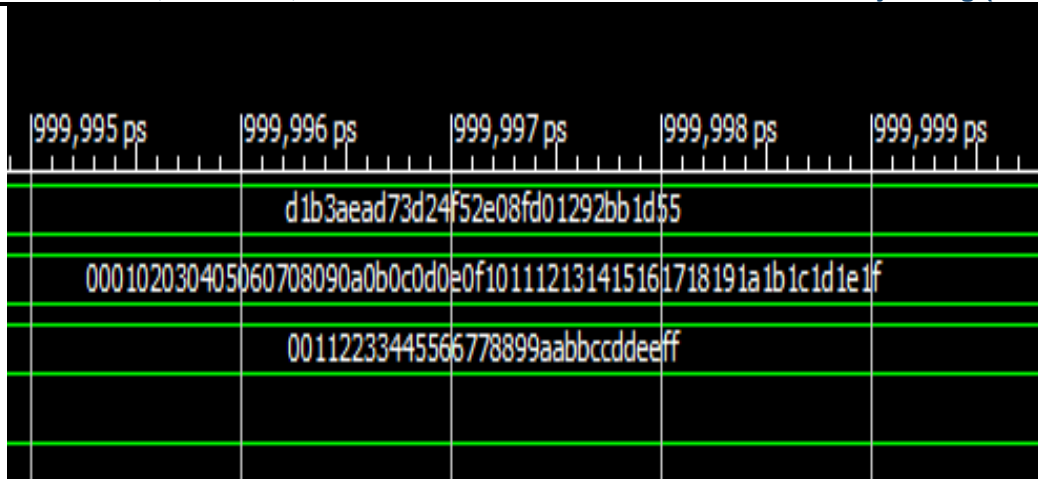 999,995 ps 999,996 ps 999,997 ps 999,998 ps 999,999 ps
d1b3aead73d24f52e08fd01292bb1d55
000102030405060708090a0b0c0d0e0f101112131415161718191a1b1c1d1e1f
00112233445566778899aabbccddeeff